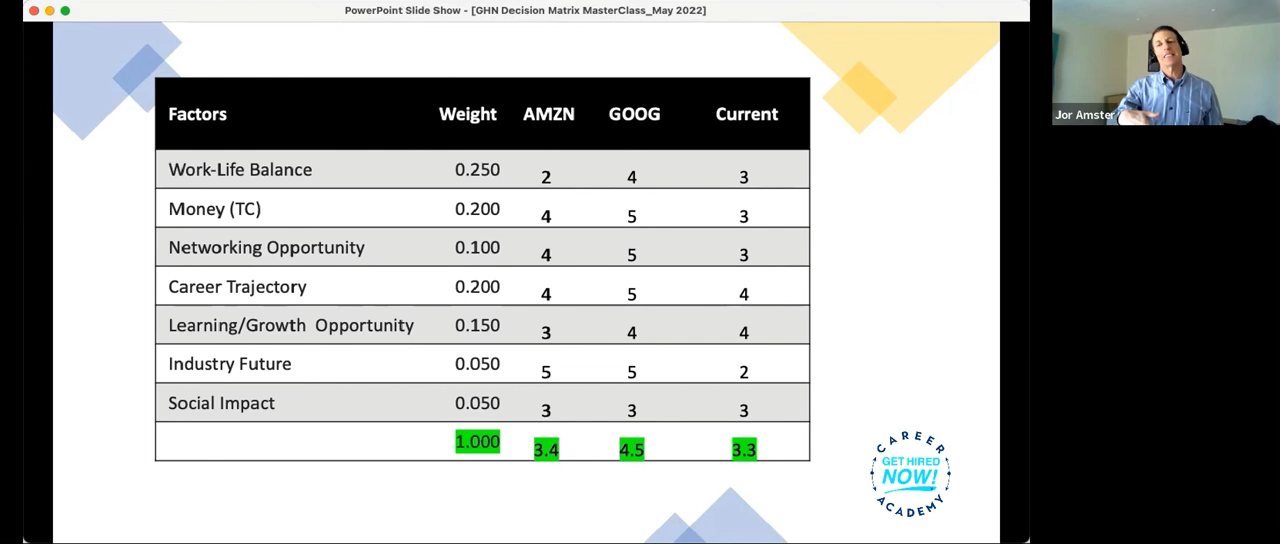 PowerPoint Slide Show - [GHN Decision Matrix MasterClass_May 2022]
Factors Weight AMZN GOOG Current
Work-Life Balance 0.250 2 4 3
Money (TC) 0.200 4 5 3
Networking Opportunity 0.100 4 5 3
Career Trajectory 0.200 4 5 4
Learning/Growth Opportunity 0.150 3 4 4
Industry Future 0.050 5 5 2
Social Impact 0.050 3 3 3
1.000 3.4 4.5 3.3
Jor Amster
CAREER
GET HIRED
NOW!
ACADEMY